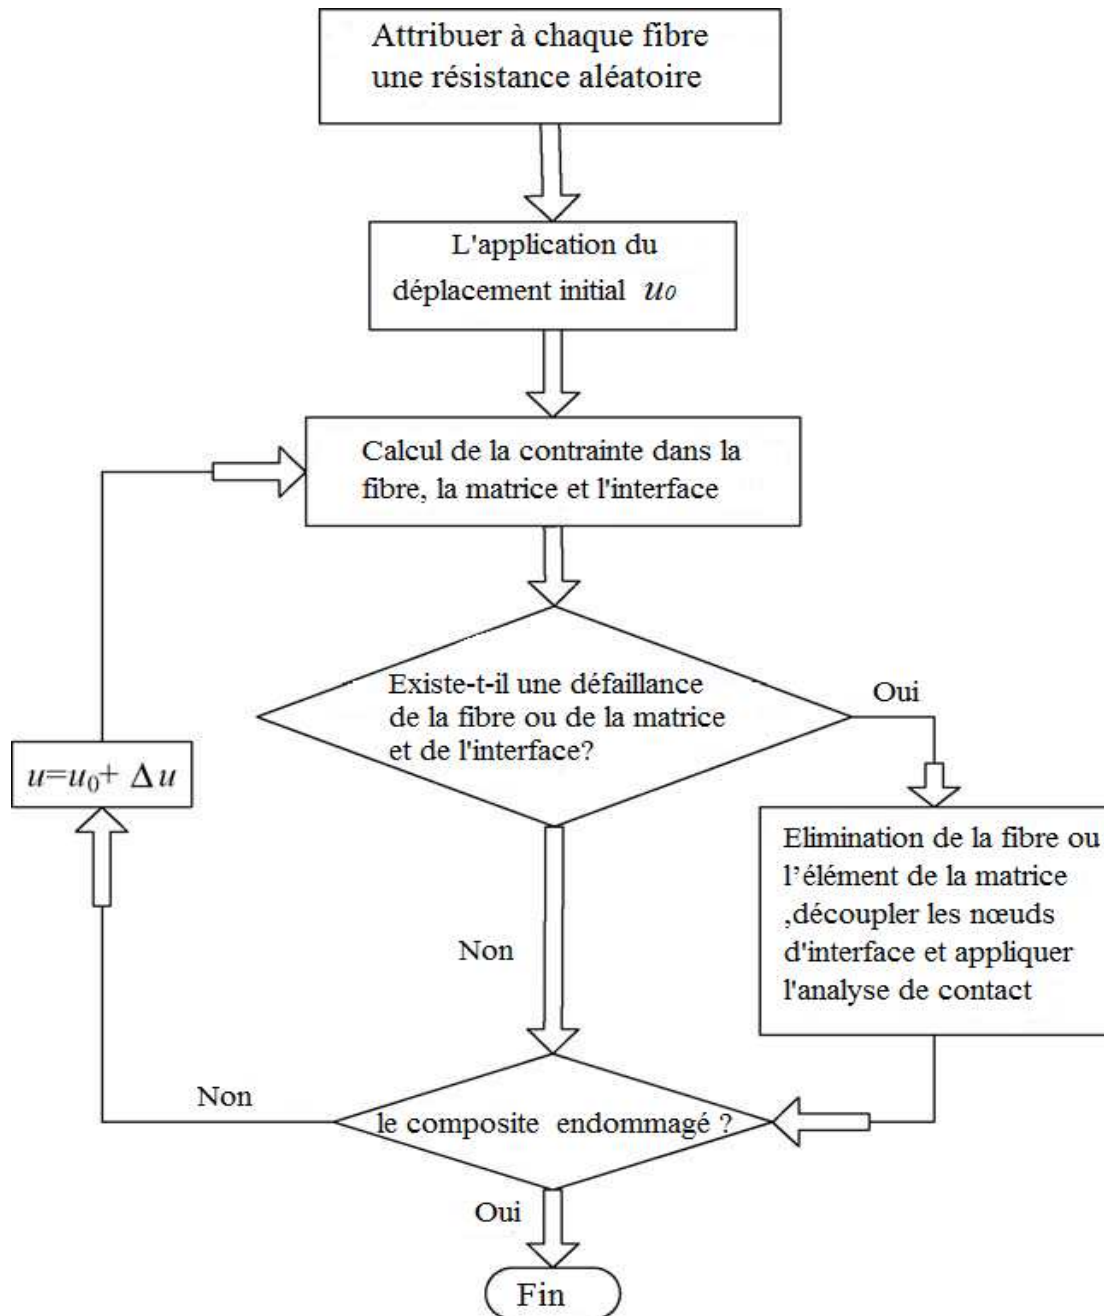 Attribuer à chaque fibre
une résistance aléatoire
L'application du
déplacement initial u0
Calcul de la contrainte dans la
fibre, la matrice et l'interface
Existe-t-il une défaillance
de la fibre ou de la matrice
et de l'interface?
Oui
u=u0+ Δu
Elimination de la fibre ou
l’élément de la matrice
,découpler les nœuds
d'interface et appliquer
l'analyse de contact
Non
Non
le composite endommagé ?
Oui
Fin